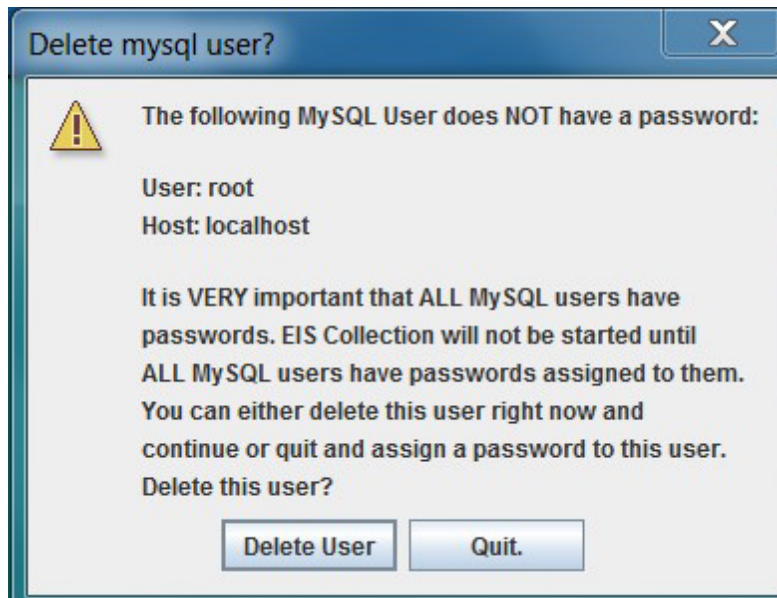 Delete mysql user?
X
The following MySQL User does NOT have a password:
User: root
Host: localhost
It is VERY important that ALL MySQL users have
passwords. EIS Collection will not be started until
ALL MySQL users have passwords assigned to them.
You can either delete this user right now and
continue or quit and assign a password to this user.
Delete this user?
Delete User
Quit.